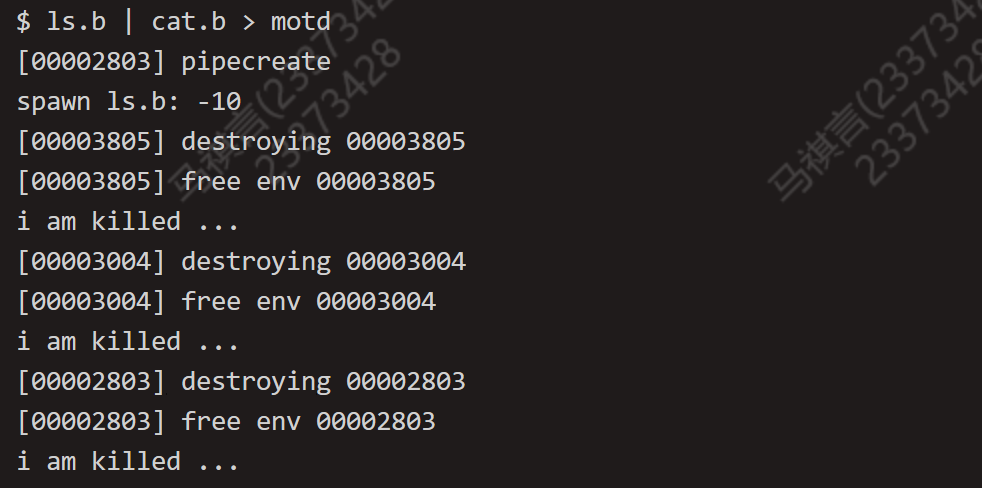 $ ls.b | cat.b > motd
[00002803] pipecreate
spawn ls.b: -10
[00003805] destroying 00003805
[00003805] free env 00003805
i am killed ...
[00003004] destroying 00003004
[00003004] free env 00003004
i am killed ...
[00002803] destroying 00002803
[00002803] free env 00002803
i am killed ...
马祺言(23373428
23373428
马祺言(23373428
23373428